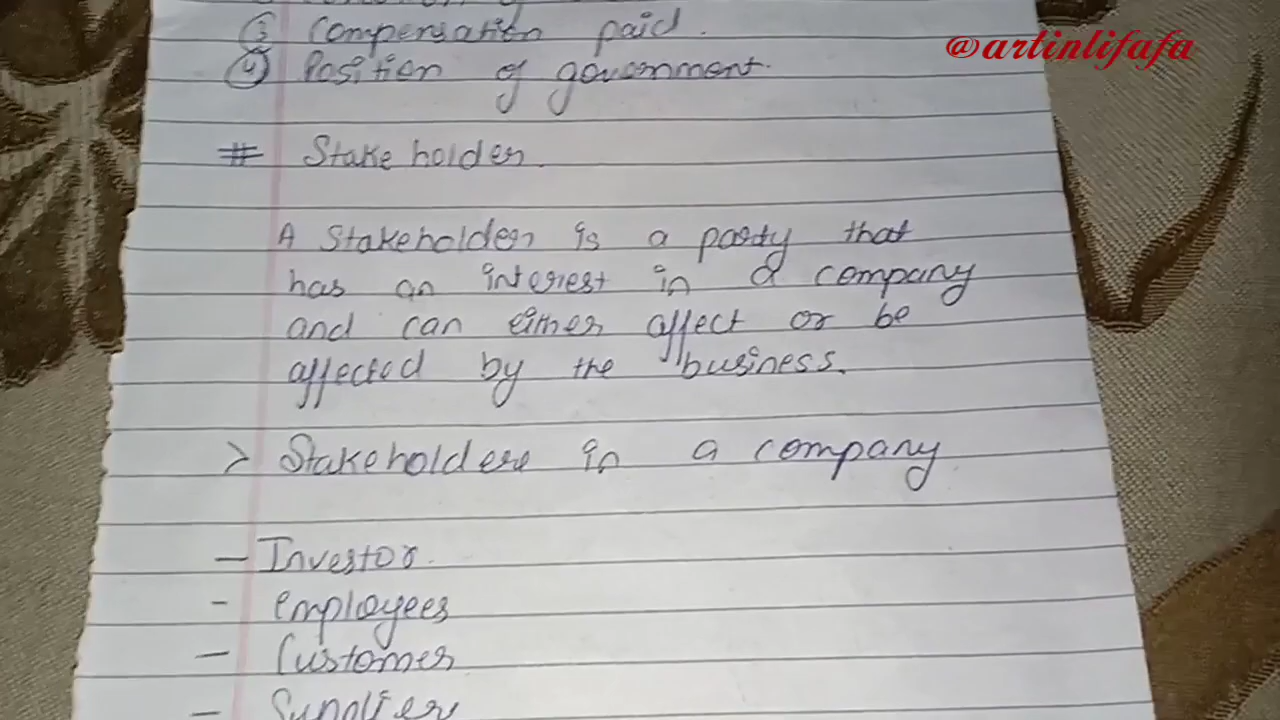 ③ Compensation paid.
④ Position of government.
@artinlifafa
# Stake holder.
A Stakeholder is a party that
has an interest in a company
and can either affect or be
affected by the business.
> Stakeholders in a company
- Investor.
- employees
- Customer
- Supplier